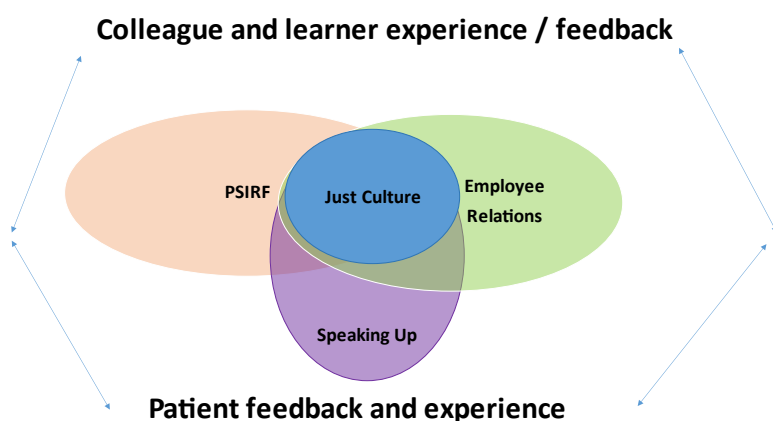 Colleague and learner experience / feedback
PSIRF
Just Culture
Employee
Relations
Speaking Up
Patient feedback and experience